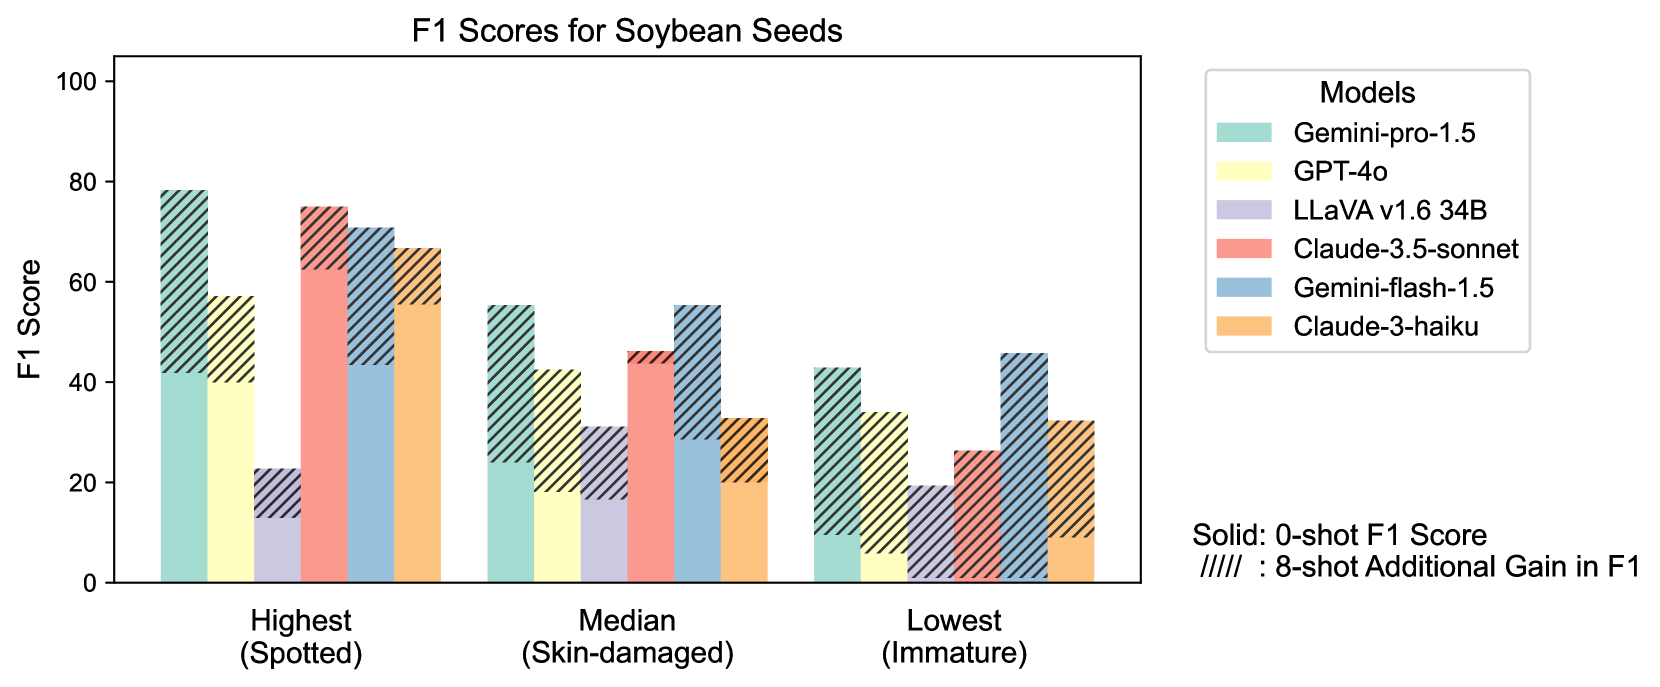 F1 Scores for Soybean Seeds
F1 Score
100
80
60
40
20
0
Highest
(Spotted)
Median
(Skin-damaged)
Lowest
(Immature)
Models
Gemini-pro-1.5
GPT-4o
LLaVA v1.6 34B
Claude-3.5-sonnet
Gemini-flash-1.5
Claude-3-haiku
Solid: 0-shot F1 Score
///// : 8-shot Additional Gain in F1